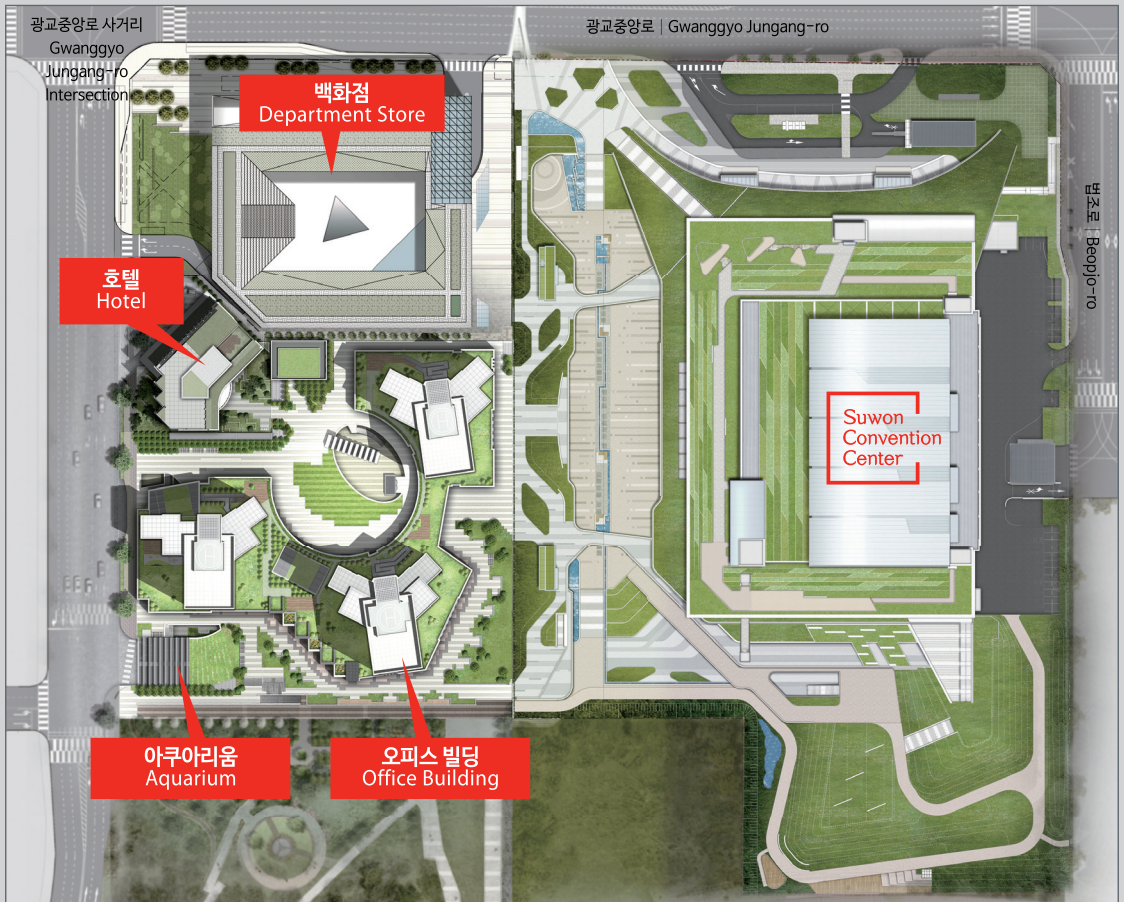 광교중앙로 사거리
Gwanggyo
Jungang-ro
Intersection
광교중앙로 | Gwanggyo Jungang-ro
백화점
Department Store
법조로 | Beopjo-ro
호텔
Hotel
Suwon
Convention
Center
아쿠아리움
Aquarium
오피스 빌딩
Office Building